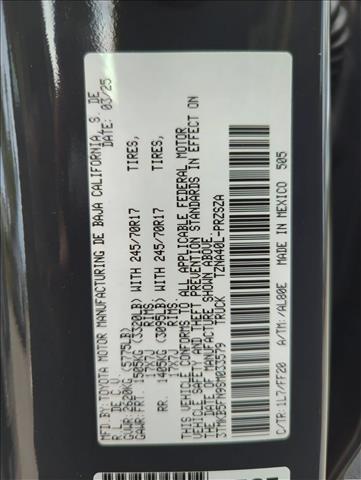 MFD.BY: TOYOTA MOTOR MANUFACTURING DE BAJA CALIFORNIA, S. DE
R.L. DE C.V. DATE: 03/25
GVWR: 2620KG (5775LB)
GAWR: FRT. 1505KG (3320LB) WITH 245/70R17 TIRES,
17X7J RIMS,
RR. 1405KG (3095LB) WITH 245/70R17 TIRES,
17X7J RIMS,
THIS VEHICLE CONFORMS TO ALL APPLICABLE FEDERAL MOTOR
VEHICLE SAFETY AND THEFT PREVENTION STANDARDS IN EFFECT ON
THE DATE OF MANUFACTURE SHOWN ABOVE.
3TMKB5FN9SM033579 TRUCK TZNA40L-PRZSZA
C/TR: 1L7/FF20 A/TM: /AL80E MADE IN MEXICO 505